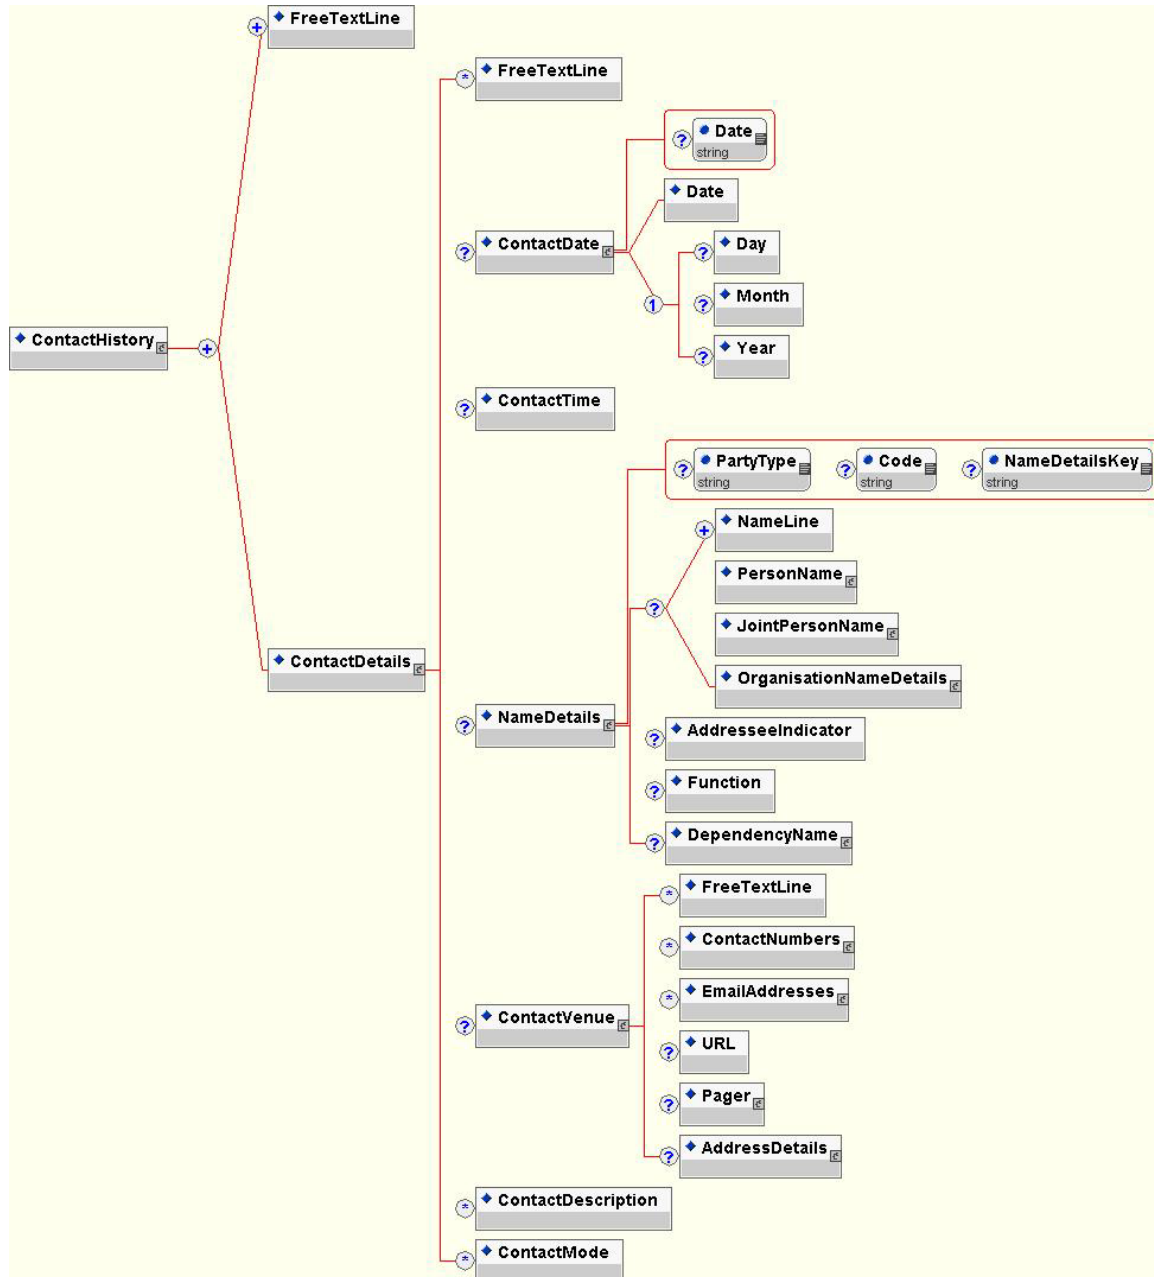 + FreeTextLine
* FreeTextLine
? Date
string
Date
? ContactDate
? Day
1
? Month
ContactHistory +
? Year
? ContactTime
? PartyType ? Code ? NameDetailsKey
string string string
+ NameLine
PersonName
?
JointPersonName
ContactDetails
OrganisationNameDetails
? NameDetails
? AddresseeIndicator
? Function
? DependencyName
* FreeTextLine
* ContactNumbers
* EmailAddresses
? ContactVenue
? URL
? Pager
? AddressDetails
* ContactDescription
* ContactMode